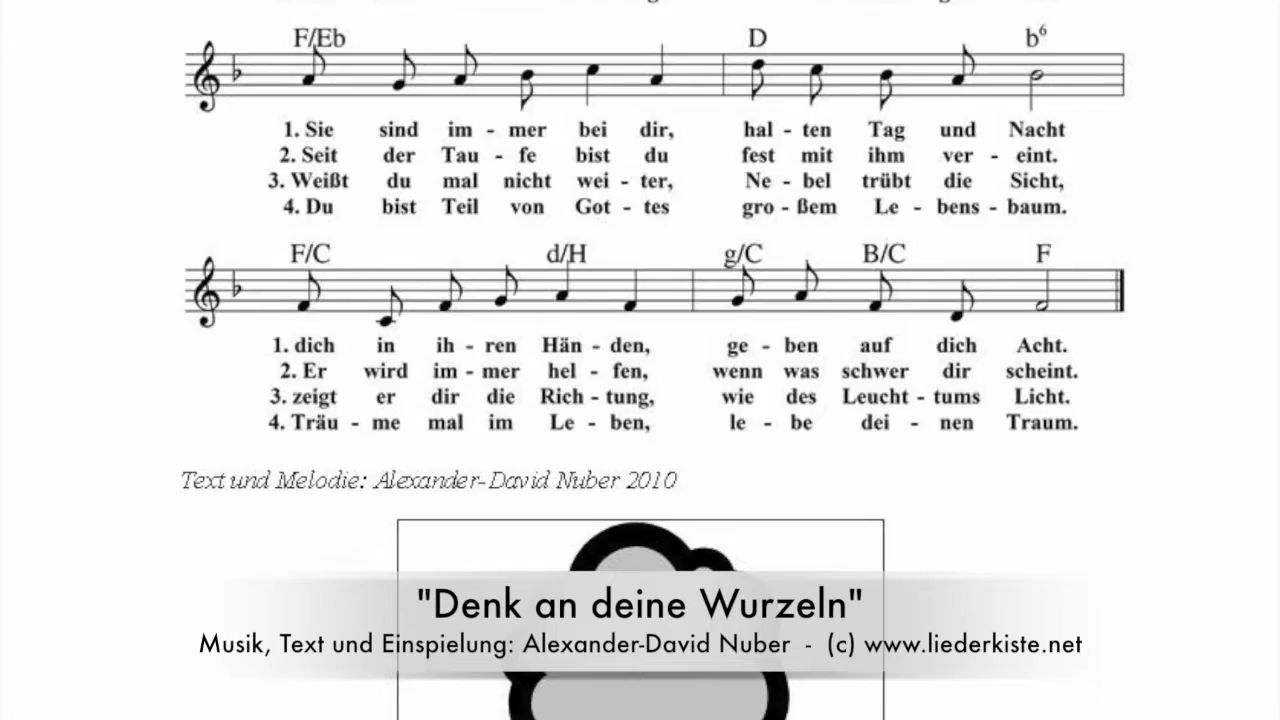 F/Eb D b6
1. Sie sind im - mer bei dir, hal - ten Tag und Nacht
2. Seit der Tau - fe bist du fest mit ihm ver - eint.
3. Weißt du mal nicht wei - ter, Ne - bel trübt die Sicht,
4. Du bist Teil von Got - tes gro - ßem Le - bens - baum.
F/C d/H g/C B/C F
1. dich in ih - ren Hän - den, ge - ben auf dich Acht.
2. Er wird im - mer hel - fen, wenn was schwer dir scheint.
3. zeigt er dir die Rich - tung, wie des Leucht - tums Licht.
4. Träu - me mal im Le - ben, le - be dei - nen Traum.
Text und Melodie: Alexander-David Nuber 2010
"Denk an deine Wurzeln"
Musik, Text und Einspielung: Alexander-David Nuber - (c) www.liederkiste.net